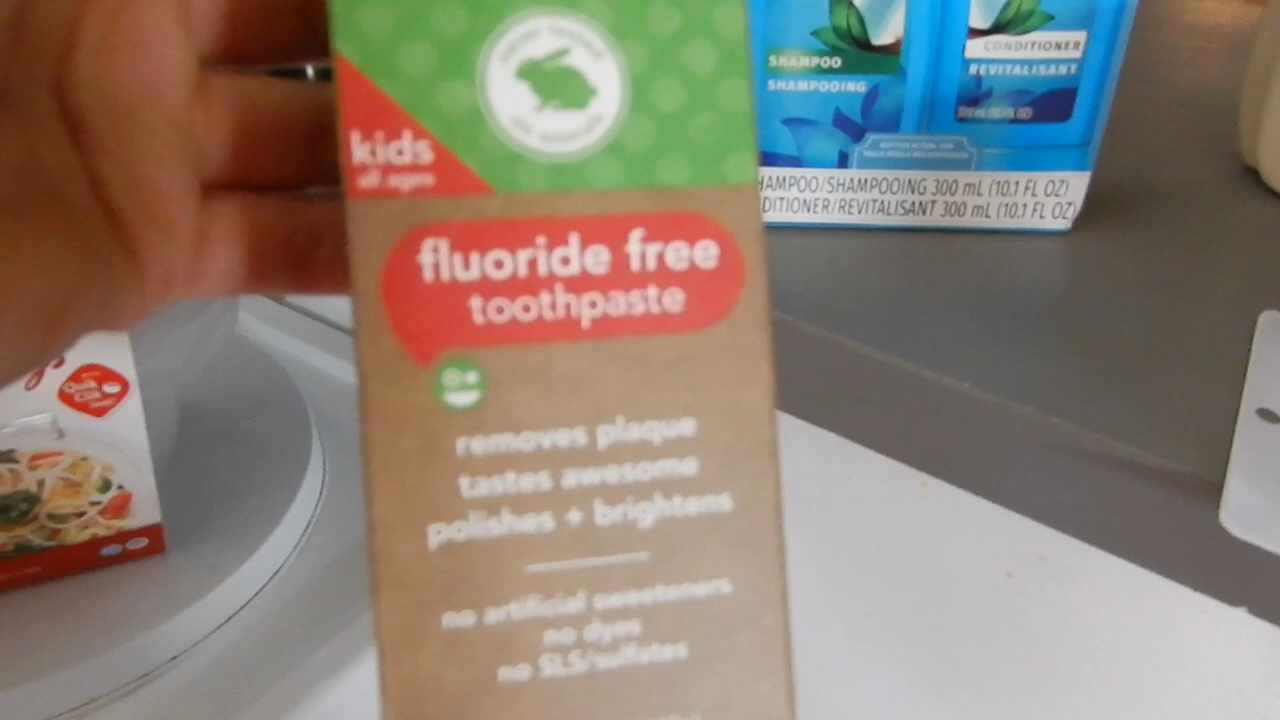 kids
all ages
fluoride free
toothpaste
removes plaque
tastes awesome
polishes + brightens
no artificial sweeteners
no dyes
no SLS/sulfates
SHAMPOO
SHAMPOOING
CONDITIONER
REVITALISANT
HAMPOO/SHAMPOOING 300 mL (10.1 FL OZ)
DITIONER/REVITALISANT 300 mL (10.1 FL OZ)